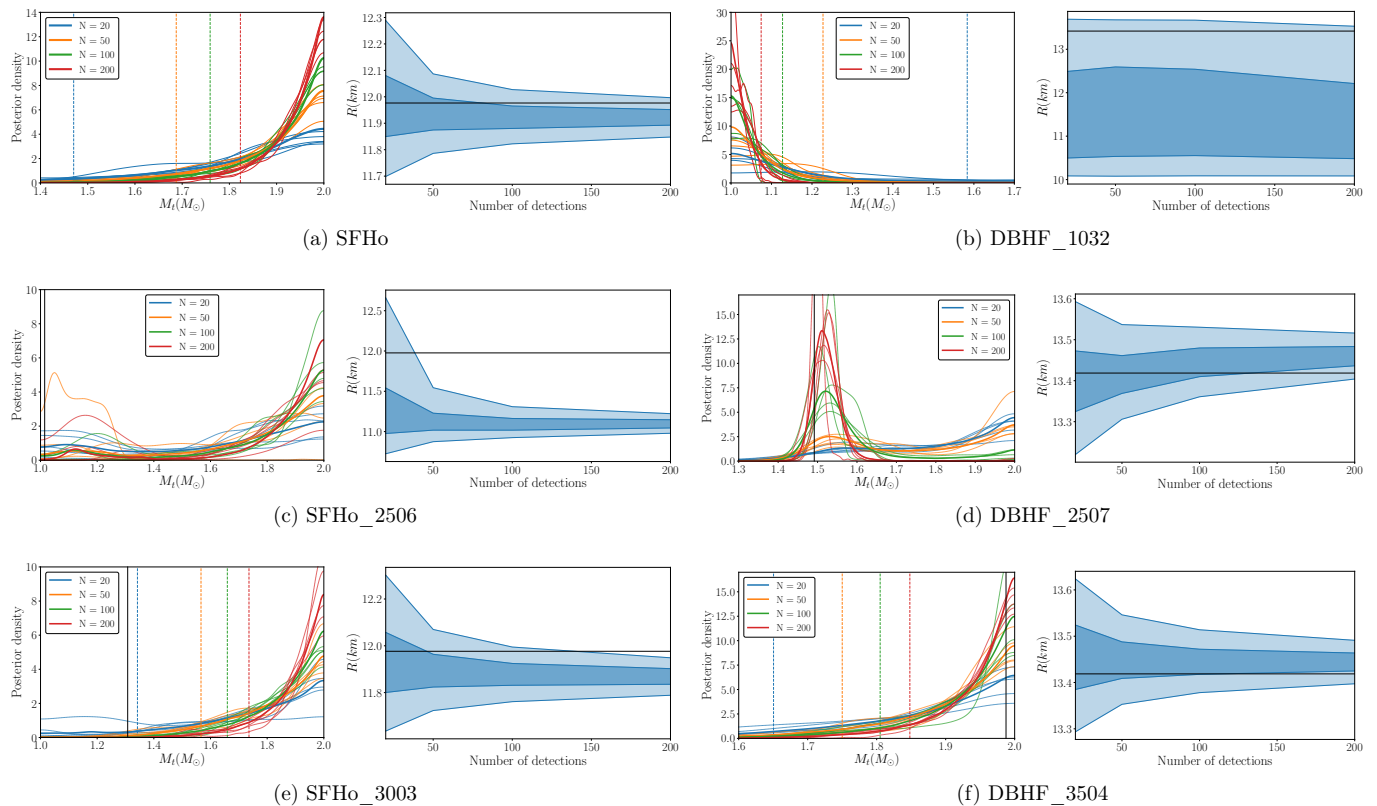 Posterior density
14
12
10
8
6
4
2
0
N = 20
N = 50
N = 100
N = 200
1.4 1.5 1.6 1.7 1.8 1.9 2.0
M_t(M_⊙)
R(km)
12.3
12.2
12.1
12.0
11.9
11.8
11.7
50 100 150 200
Number of detections
(a) SFHo
Posterior density
30
25
20
15
10
5
0
N = 20
N = 50
N = 100
N = 200
1.0 1.1 1.2 1.3 1.4 1.5 1.6 1.7
M_t(M_⊙)
R(km)
13
12
11
10
50 100 150 200
Number of detections
(b) DBHF_1032
Posterior density
10
8
6
4
2
0
N = 20
N = 50
N = 100
N = 200
1.0 1.2 1.4 1.6 1.8 2.0
M_t(M_⊙)
R(km)
12.5
12.0
11.5
11.0
50 100 150 200
Number of detections
(c) SFHo_2506
Posterior density
15.0
12.5
10.0
7.5
5.0
2.5
0.0
N = 20
N = 50
N = 100
N = 200
1.3 1.4 1.5 1.6 1.7 1.8 1.9 2.0
M_t(M_⊙)
R(km)
13.6
13.5
13.4
13.3
50 100 150 200
Number of detections
(d) DBHF_2507
Posterior density
10
8
6
4
2
0
N = 20
N = 50
N = 100
N = 200
1.0 1.2 1.4 1.6 1.8 2.0
M_t(M_⊙)
R(km)
12.2
12.0
11.8
50 100 150 200
Number of detections
(e) SFHo_3003
Posterior density
15.0
12.5
10.0
7.5
5.0
2.5
0.0
N = 20
N = 50
N = 100
N = 200
1.6 1.7 1.8 1.9 2.0
M_t(M_⊙)
R(km)
13.6
13.5
13.4
13.3
50 100 150 200
Number of detections
(f) DBHF_3504